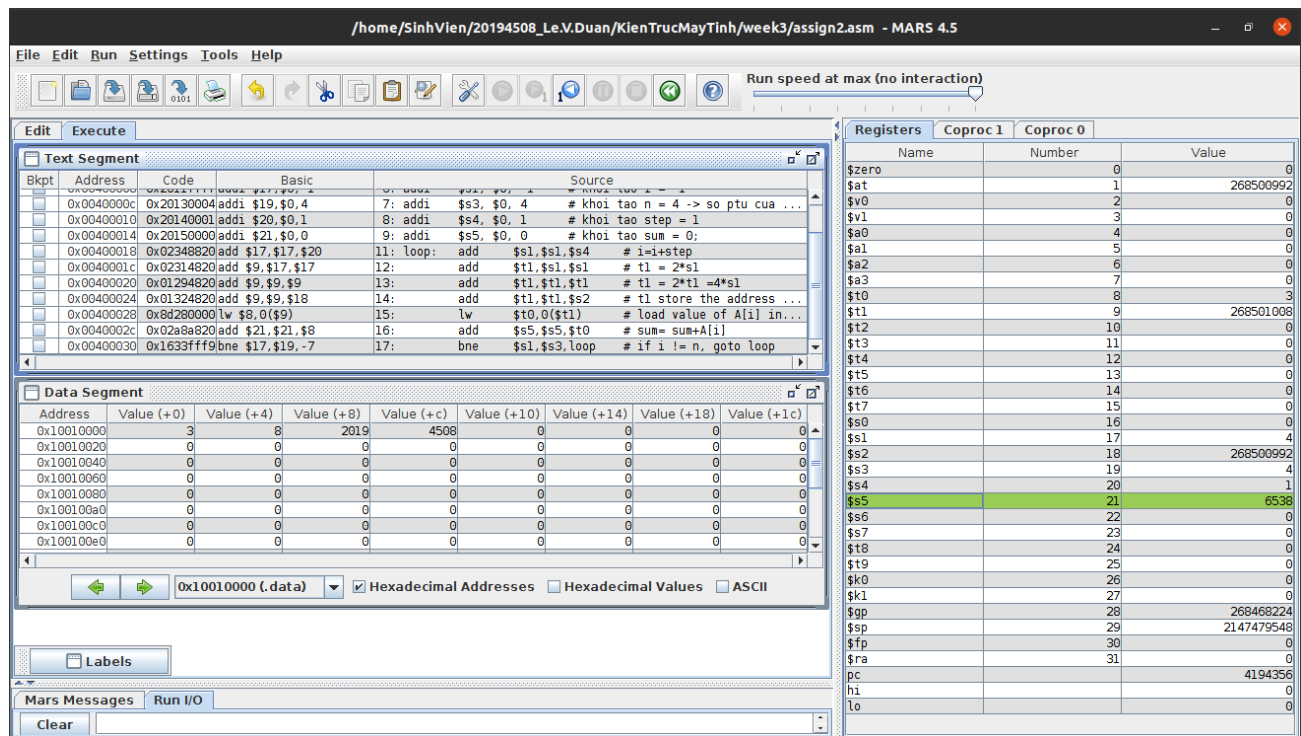 /home/SinhVien/20194508_Le.V.Duan/KienTrucMayTinh/week3/assign2.asm - MARS 4.5
File Edit Run Settings Tools Help
Run speed at max (no interaction)
Edit Execute
Text Segment
Bkpt Address Code Basic Source
0x0040000c 0x20130004 addi $19,$0,4 7: addi $s3, $0, 4 # khoi tao n = 4 -> so ptu cua ...
0x00400010 0x20140001 addi $20,$0,1 8: addi $s4, $0, 1 # khoi tao step = 1
0x00400014 0x20150000 addi $21,$0,0 9: addi $s5, $0, 0 # khoi tao sum = 0;
0x00400018 0x02348820 add $17,$17,$20 11: loop: add $s1,$s1,$s4 # i=i+step
0x0040001c 0x02314820 add $9,$17,$17 12: add $t1,$s1,$s1 # t1 = 2*s1
0x00400020 0x01294820 add $9,$9,$9 13: add $t1,$t1,$t1 # t1 = 2*t1 =4*s1
0x00400024 0x01324820 add $9,$9,$18 14: add $t1,$t1,$s2 # t1 store the address ...
0x00400028 0x8d280000 lw $8,0($9) 15: lw $t0,0($t1) # load value of A[i] in...
0x0040002c 0x02a8a820 add $21,$21,$8 16: add $s5,$s5,$t0 # sum= sum+A[i]
0x00400030 0x1633fff9 bne $17,$19,-7 17: bne $s1,$s3,loop # if i != n, goto loop
Data Segment
Address Value (+0) Value (+4) Value (+8) Value (+c) Value (+10) Value (+14) Value (+18) Value (+1c)
0x10010000 3 8 2019 4508 0 0 0 0
0x10010020 0 0 0 0 0 0 0 0
0x10010040 0 0 0 0 0 0 0 0
0x10010060 0 0 0 0 0 0 0 0
0x10010080 0 0 0 0 0 0 0 0
0x100100a0 0 0 0 0 0 0 0 0
0x100100c0 0 0 0 0 0 0 0 0
0x100100e0 0 0 0 0 0 0 0 0
0x10010000 (.data) Hexadecimal Addresses Hexadecimal Values ASCII
Labels
Mars Messages Run I/O
Clear
Registers Coproc 1 Coproc 0
Name Number Value
$zero 0 0
$at 1 268500992
$v0 2 0
$v1 3 0
$a0 4 0
$a1 5 0
$a2 6 0
$a3 7 0
$t0 8 3
$t1 9 268501008
$t2 10 0
$t3 11 0
$t4 12 0
$t5 13 0
$t6 14 0
$t7 15 0
$s0 16 0
$s1 17 4
$s2 18 268500992
$s3 19 4
$s4 20 1
$s5 21 6538
$s6 22 0
$s7 23 0
$t8 24 0
$t9 25 0
$k0 26 0
$k1 27 0
$gp 28 268468224
$sp 29 2147479548
$fp 30 0
$ra 31 0
pc 4194356
hi 0
lo 0